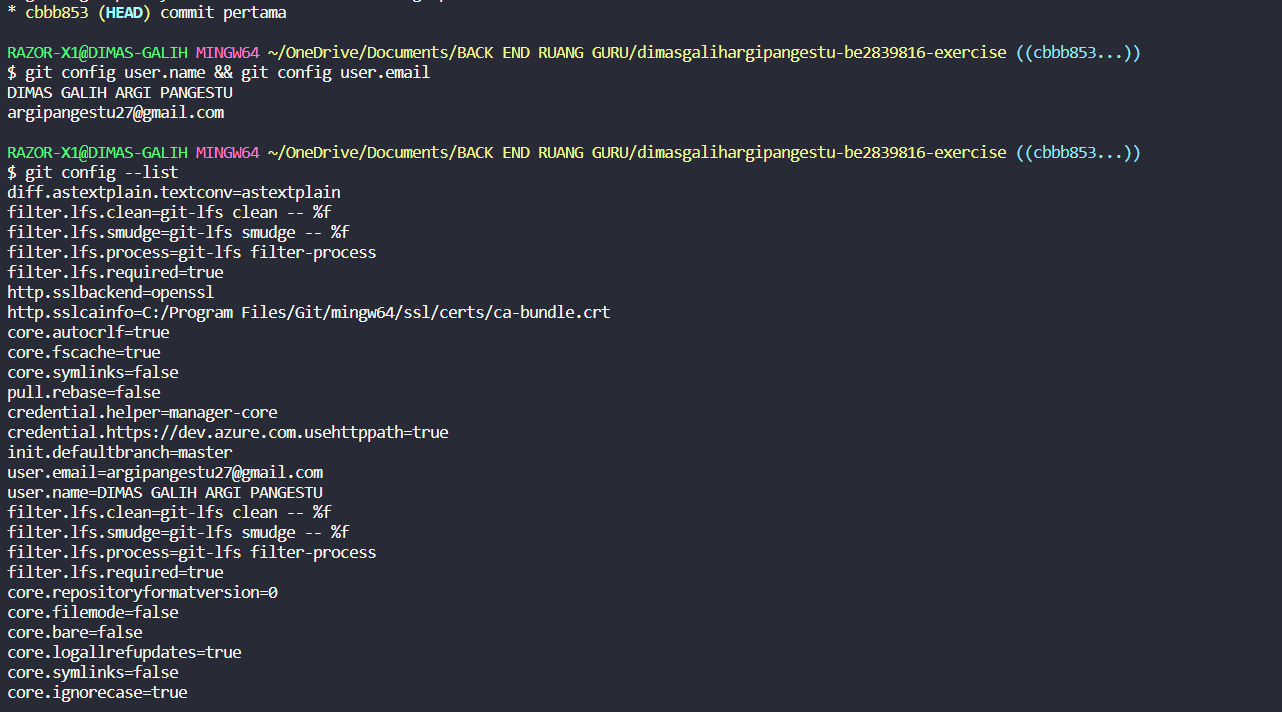 * cbbb853 (HEAD) commit pertama
RAZOR-X1@DIMAS-GALIH MINGW64 ~/OneDrive/Documents/BACK END RUANG GURU/dimasgalihargipangestu-be2839816-exercise ((cbbb853...))
$ git config user.name && git config user.email
DIMAS GALIH ARGI PANGESTU
argipangestu27@gmail.com
RAZOR-X1@DIMAS-GALIH MINGW64 ~/OneDrive/Documents/BACK END RUANG GURU/dimasgalihargipangestu-be2839816-exercise ((cbbb853...))
$ git config --list
diff.astextplain.textconv=astextplain
filter.lfs.clean=git-lfs clean -- %f
filter.lfs.smudge=git-lfs smudge -- %f
filter.lfs.process=git-lfs filter-process
filter.lfs.required=true
http.sslbackend=openssl
http.sslcainfo=C:/Program Files/Git/mingw64/ssl/certs/ca-bundle.crt
core.autocrlf=true
core.fscache=true
core.symlinks=false
pull.rebase=false
credential.helper=manager-core
credential.https://dev.azure.com.usehttppath=true
init.defaultbranch=master
user.email=argipangestu27@gmail.com
user.name=DIMAS GALIH ARGI PANGESTU
filter.lfs.clean=git-lfs clean -- %f
filter.lfs.smudge=git-lfs smudge -- %f
filter.lfs.process=git-lfs filter-process
filter.lfs.required=true
core.repositoryformatversion=0
core.filemode=false
core.bare=false
core.logallrefupdates=true
core.symlinks=false
core.ignorecase=true